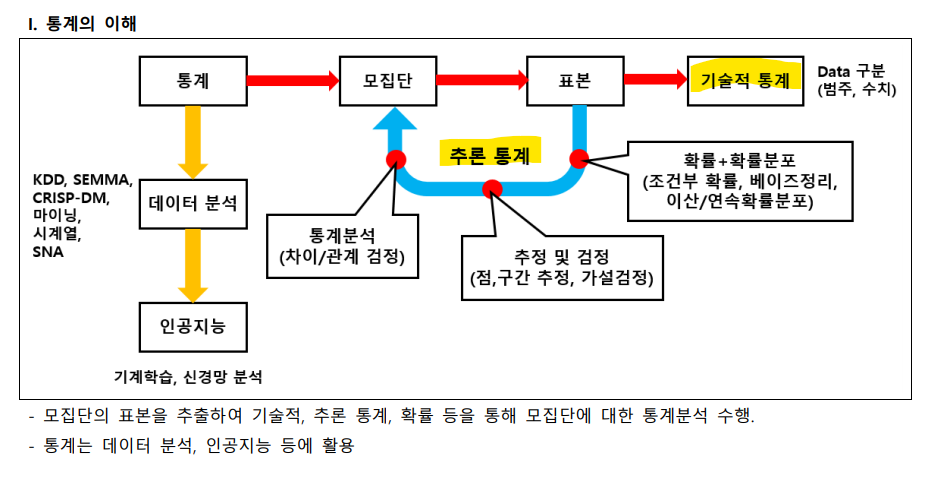 I. 통계의 이해
통계
모집단
표본
기술적 통계
Data 구분
(범주, 수치)
추론 통계
확률+확률분포
(조건부 확률, 베이즈정리,
이산/연속확률분포)
KDD, SEMMA,
CRISP-DM,
마이닝,
시계열,
SNA
데이터 분석
통계분석
(차이/관계 검정)
추정 및 검정
(점,구간 추정, 가설검정)
인공지능
기계학습, 신경망 분석
- 모집단의 표본을 추출하여 기술적, 추론 통계, 확률 등을 통해 모집단에 대한 통계분석 수행.
- 통계는 데이터 분석, 인공지능 등에 활용